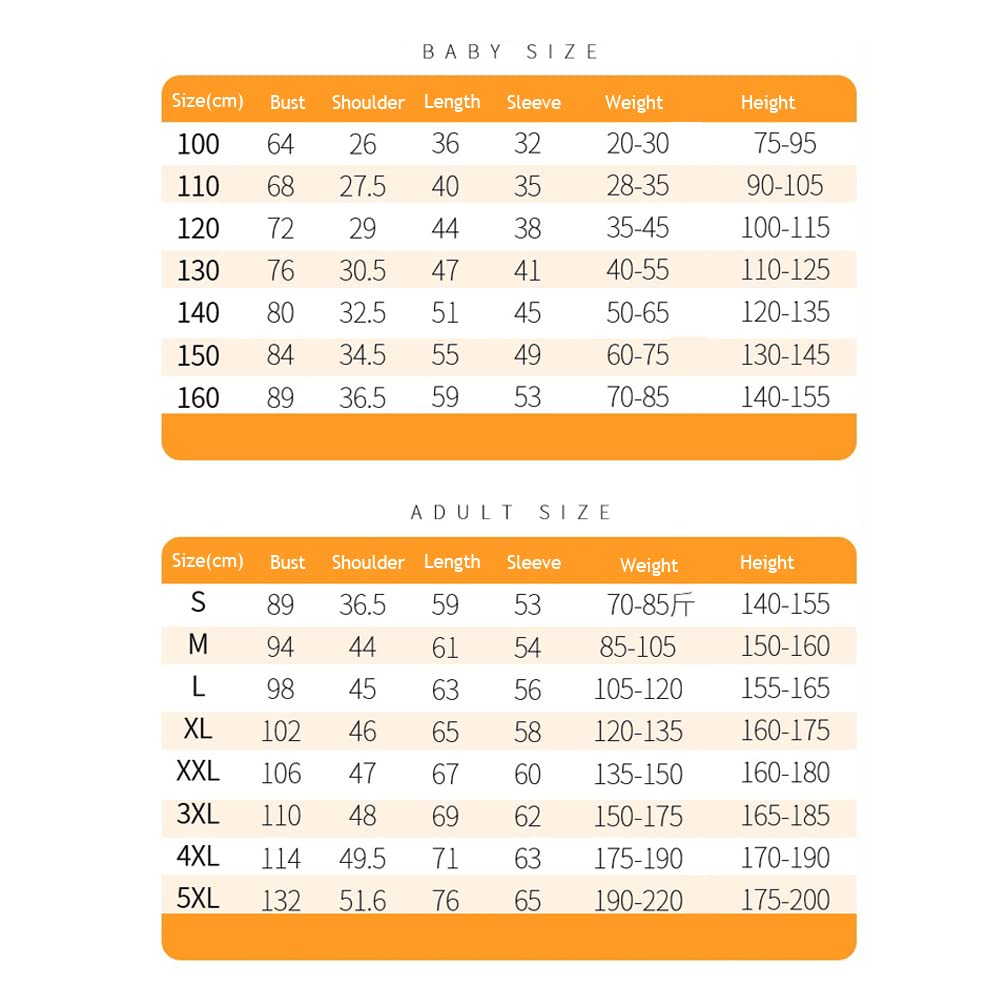 BABY SIZE
Size(cm) Bust Shoulder Length Sleeve Weight Height
100 64 26 36 32 20-30 75-95
110 68 27.5 40 35 28-35 90-105
120 72 29 44 38 35-45 100-115
130 76 30.5 47 41 40-55 110-125
140 80 32.5 51 45 50-65 120-135
150 84 34.5 55 49 60-75 130-145
160 89 36.5 59 53 70-85 140-155
ADULT SIZE
Size(cm) Bust Shoulder Length Sleeve Weight Height
S 89 36.5 59 53 70-85斤 140-155
M 94 44 61 54 85-105 150-160
L 98 45 63 56 105-120 155-165
XL 102 46 65 58 120-135 160-175
XXL 106 47 67 60 135-150 160-180
3XL 110 48 69 62 150-175 165-185
4XL 114 49.5 71 63 175-190 170-190
5XL 132 51.6 76 65 190-220 175-200